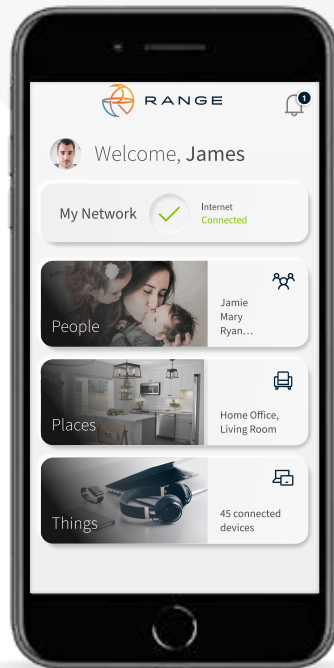 RANGE
1
Welcome, James
My Network
Internet
Connected
People
Jamie
Mary
Ryan...
Places
Home Office,
Living Room
Things
45 connected
devices